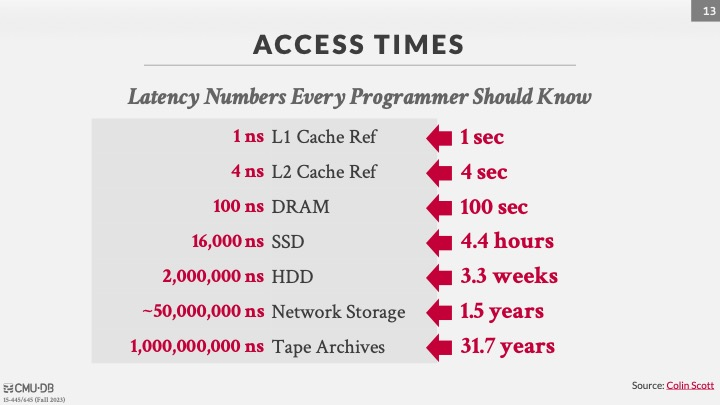 13
ACCESS TIMES
Latency Numbers Every Programmer Should Know
1 ns L1 Cache Ref 1 sec
4 ns L2 Cache Ref 4 sec
100 ns DRAM 100 sec
16,000 ns SSD 4.4 hours
2,000,000 ns HDD 3.3 weeks
~50,000,000 ns Network Storage 1.5 years
1,000,000,000 ns Tape Archives 31.7 years
Source: Colin Scott
CMU-DB
15-445/645 (Fall 2023)